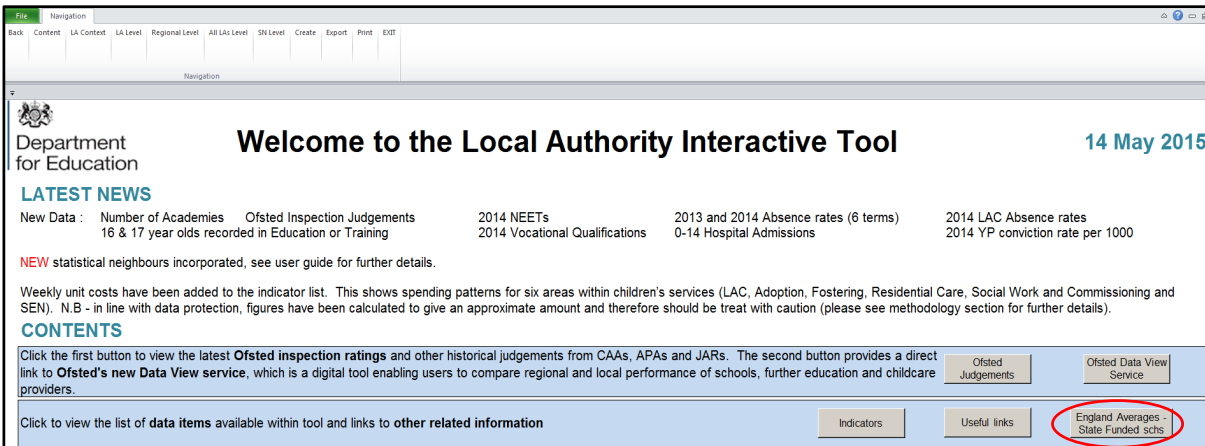 File Navigation
Back Content LA Context LA Level Regional Level All LAs Level SN Level Create Export Print EXIT
Navigation
Department
for Education
Welcome to the Local Authority Interactive Tool
14 May 2015
LATEST NEWS
New Data : Number of Academies Ofsted Inspection Judgements 2014 NEETs 2013 and 2014 Absence rates (6 terms) 2014 LAC Absence rates
16 & 17 year olds recorded in Education or Training 2014 Vocational Qualifications 0-14 Hospital Admissions 2014 YP conviction rate per 1000
NEW statistical neighbours incorporated, see user guide for further details.
Weekly unit costs have been added to the indicator list. This shows spending patterns for six areas within children's services (LAC, Adoption, Fostering, Residential Care, Social Work and Commissioning and
SEN). N.B - in line with data protection, figures have been calculated to give an approximate amount and therefore should be treat with caution (please see methodology section for further details).
CONTENTS
Click the first button to view the latest Ofsted inspection ratings and other historical judgements from CAAs, APAs and JARs. The second button provides a direct
link to Ofsted's new Data View service, which is a digital tool enabling users to compare regional and local performance of schools, further education and childcare
providers.
Ofsted
Judgements
Ofsted Data View
Service
Click to view the list of data items available within tool and links to other related information
Indicators
Useful links
England Averages -
State Funded schs